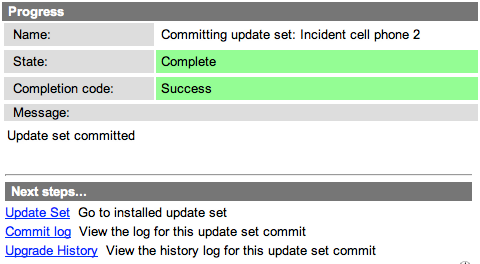 Progress
Name: Committing update set: Incident cell phone 2
State: Complete
Completion code: Success
Message:
Update set committed
Next steps...
Update Set Go to installed update set
Commit log View the log for this update set commit
Upgrade History View the history log for this update set commit